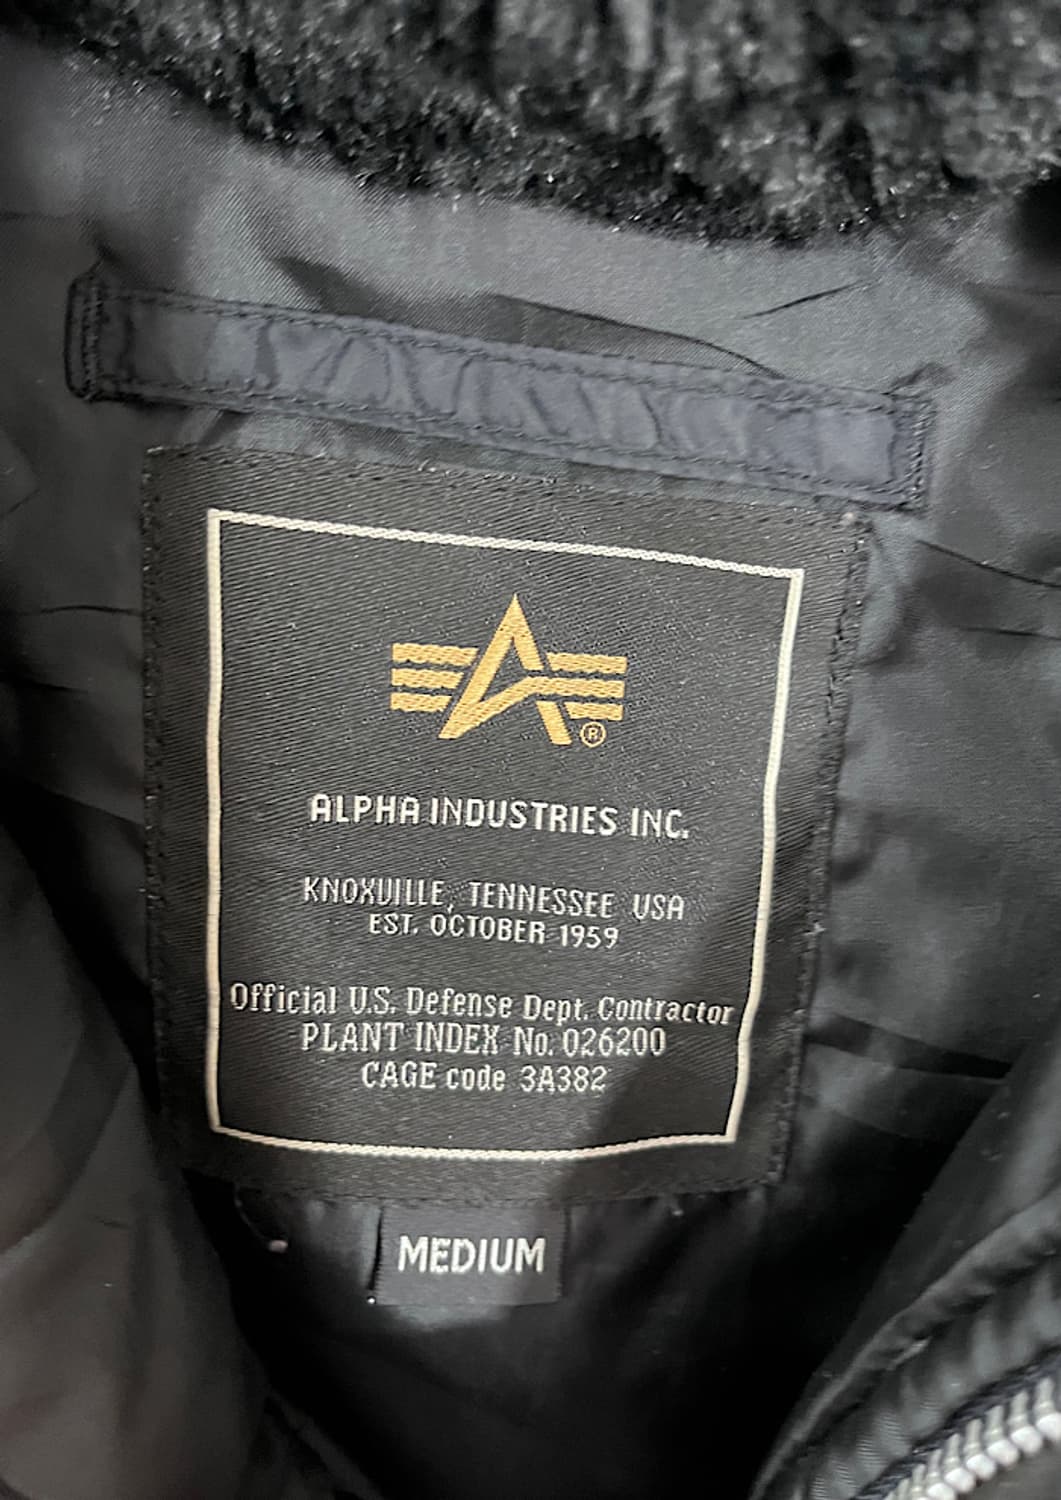 ®
ALPHA INDUSTRIES INC.
KNOXVILLE, TENNESSEE USA
EST. OCTOBER 1959
Official U.S. Defense Dept. Contractor
PLANT INDEX No. 026200
CAGE code 3A382
MEDIUM